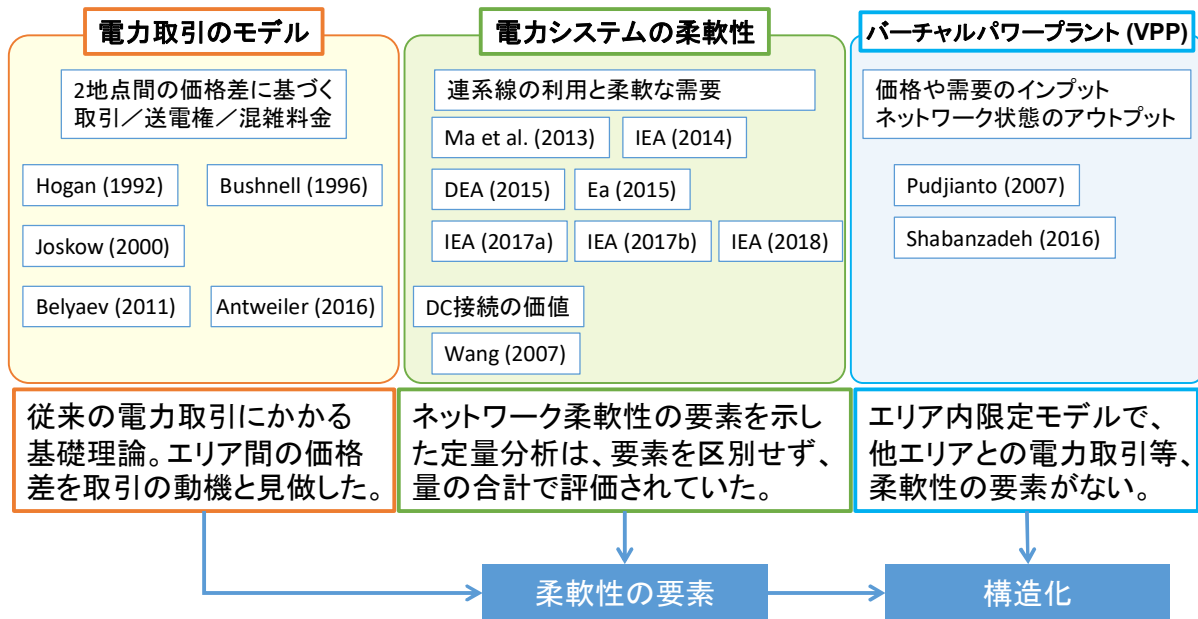 電力取引のモデル
2地点間の価格差に基づく
取引／送電権／混雑料金
Hogan (1992)
Bushnell (1996)
Joskow (2000)
Belyaev (2011)
Antweiler (2016)
従来の電力取引にかかる
基礎理論。エリア間の価格
差を取引の動機と見做した。
電力システムの柔軟性
連系線の利用と柔軟な需要
Ma et al. (2013)
IEA (2014)
DEA (2015)
Ea (2015)
IEA (2017a)
IEA (2017b)
IEA (2018)
DC接続の価値
Wang (2007)
ネットワーク柔軟性の要素を示し
た定量分析は、要素を区別せず、
量の合計で評価されていた。
バーチャルパワープラント (VPP)
価格や需要のインプット
ネットワーク状態のアウトプット
Pudjianto (2007)
Shabanzadeh (2016)
エリア内限定モデルで、
他エリアとの電力取引等、
柔軟性の要素がない。
柔軟性の要素
構造化